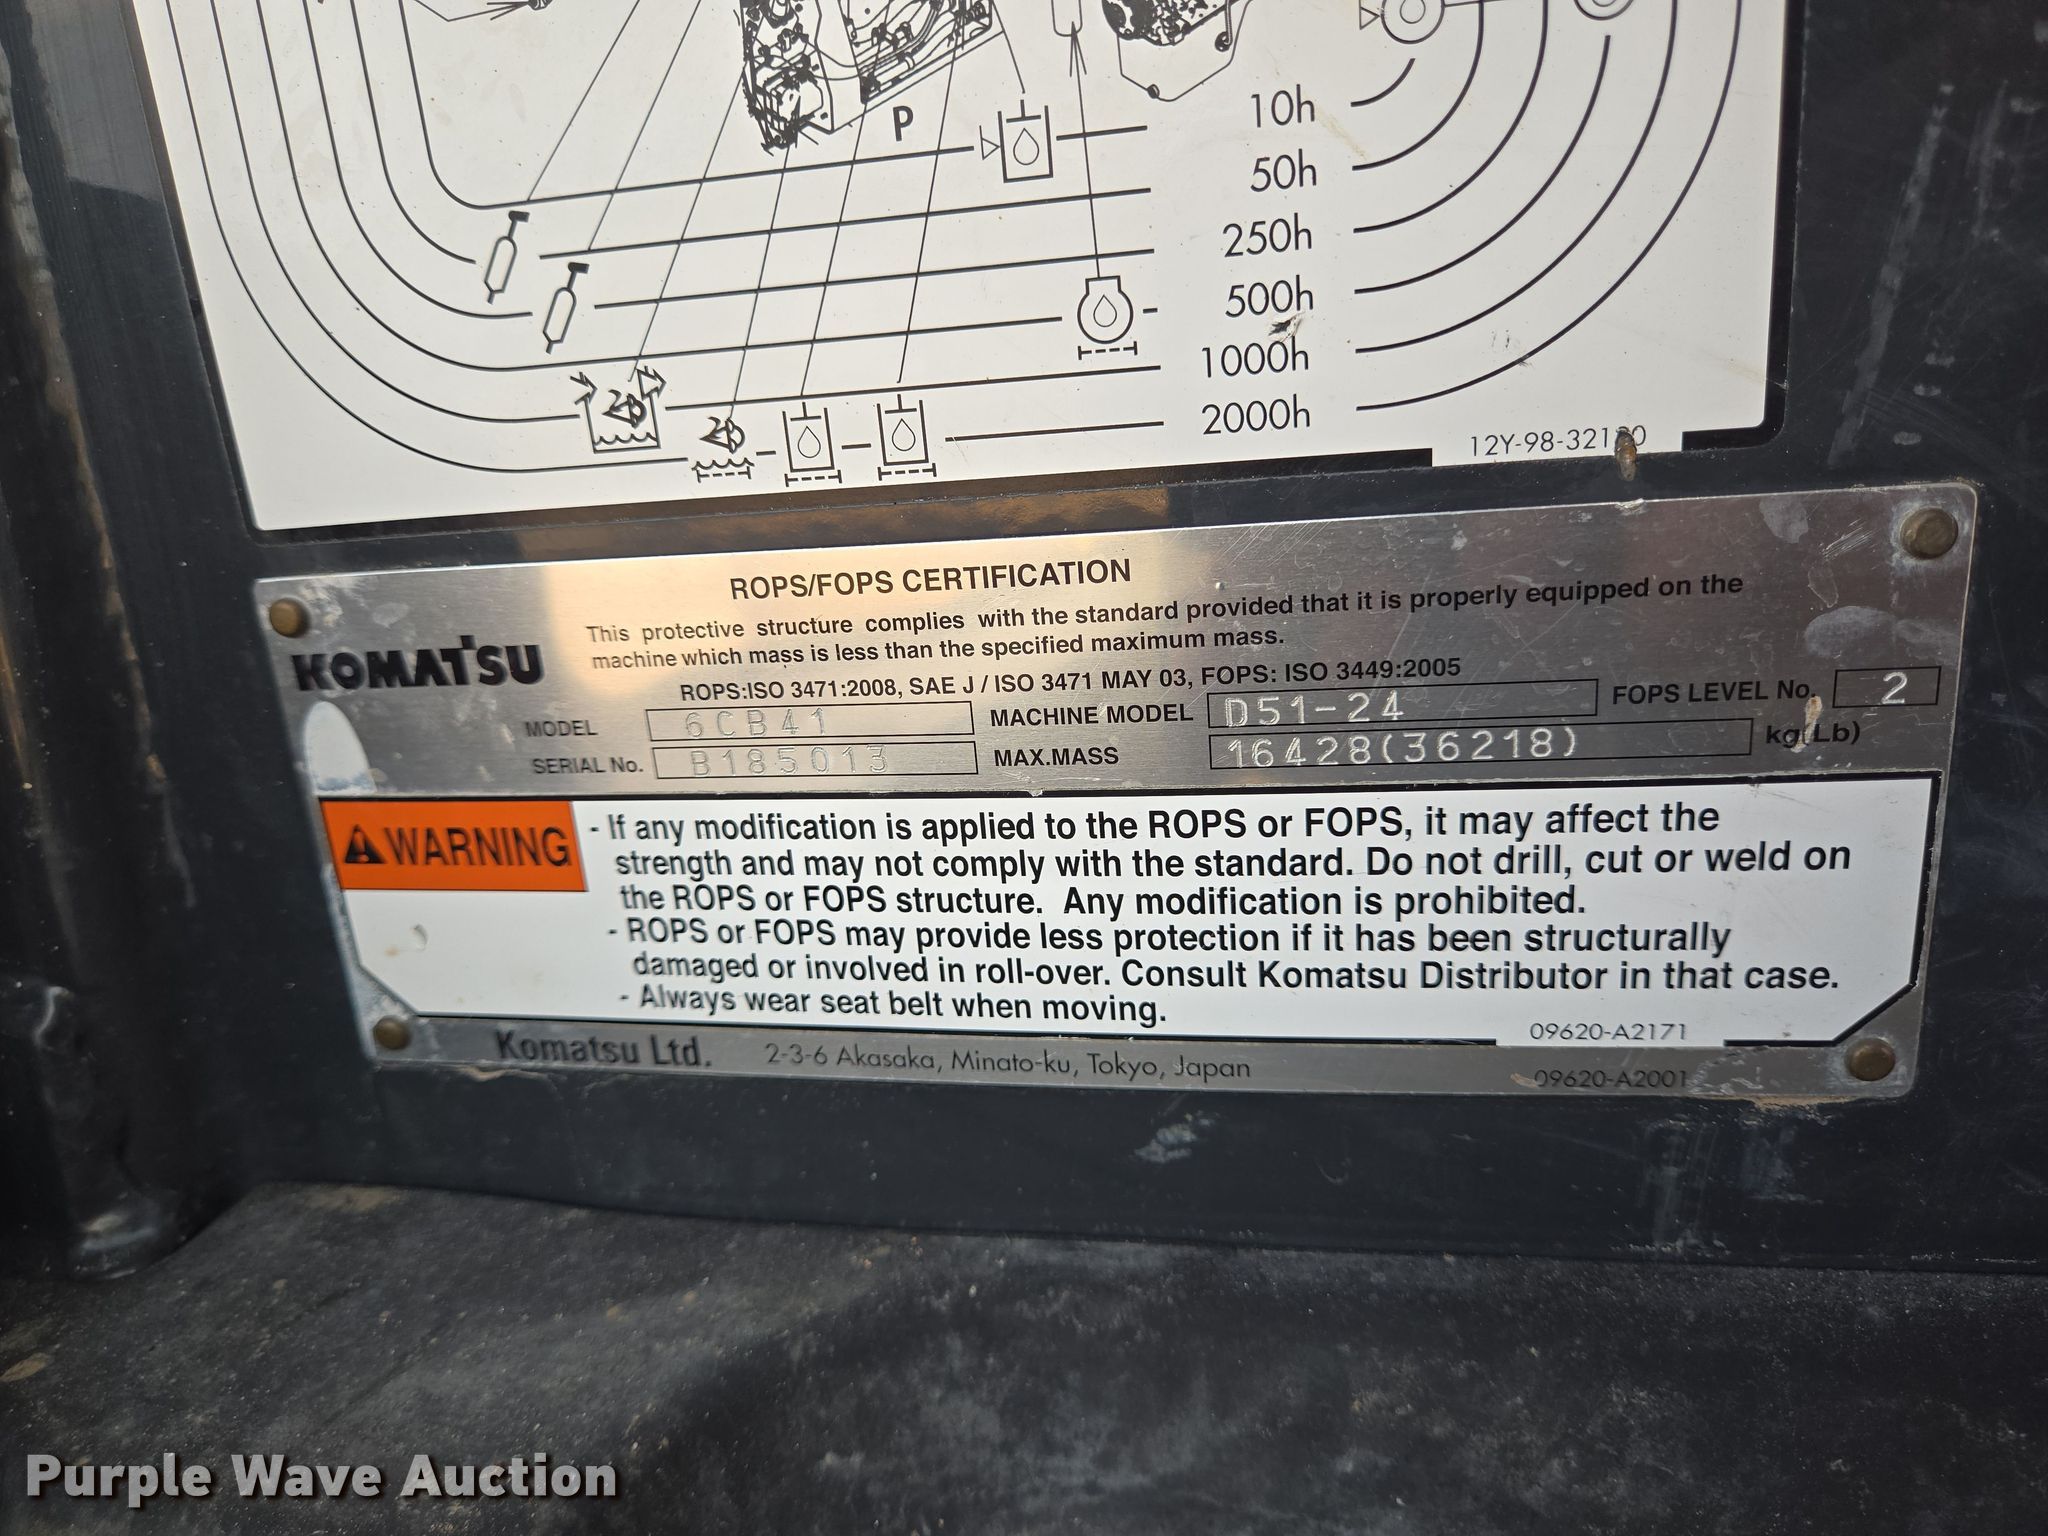 P
10h
50h
250h
500h
1000h
2000h
ROPS/FOPS CERTIFICATION
KOMATSU
This protective structure complies with the standard provided that it is properly equipped on the
machine which mass is less than the specified maximum mass.
ROPS:ISO 3471:2008, SAE J / ISO 3471 MAY 03, FOPS: ISO 3449:2005
MODEL 6CB41 MACHINE MODEL D51-24 FOPS LEVEL No. 2
SERIAL No. B185013 MAX.MASS 16428(36218) kg(Lb)
WARNING
- If any modification is applied to the ROPS or FOPS, it may affect the
strength and may not comply with the standard. Do not drill, cut or weld on
the ROPS or FOPS structure. Any modification is prohibited.
- ROPS or FOPS may provide less protection if it has been structurally
damaged or involved in roll-over. Consult Komatsu Distributor in that case.
- Always wear seat belt when moving.
09620-A2171
Komatsu Ltd. 2-3-6 Akasaka, Minato-ku, Tokyo, Japan 09620-A2001
Purple Wave Auction